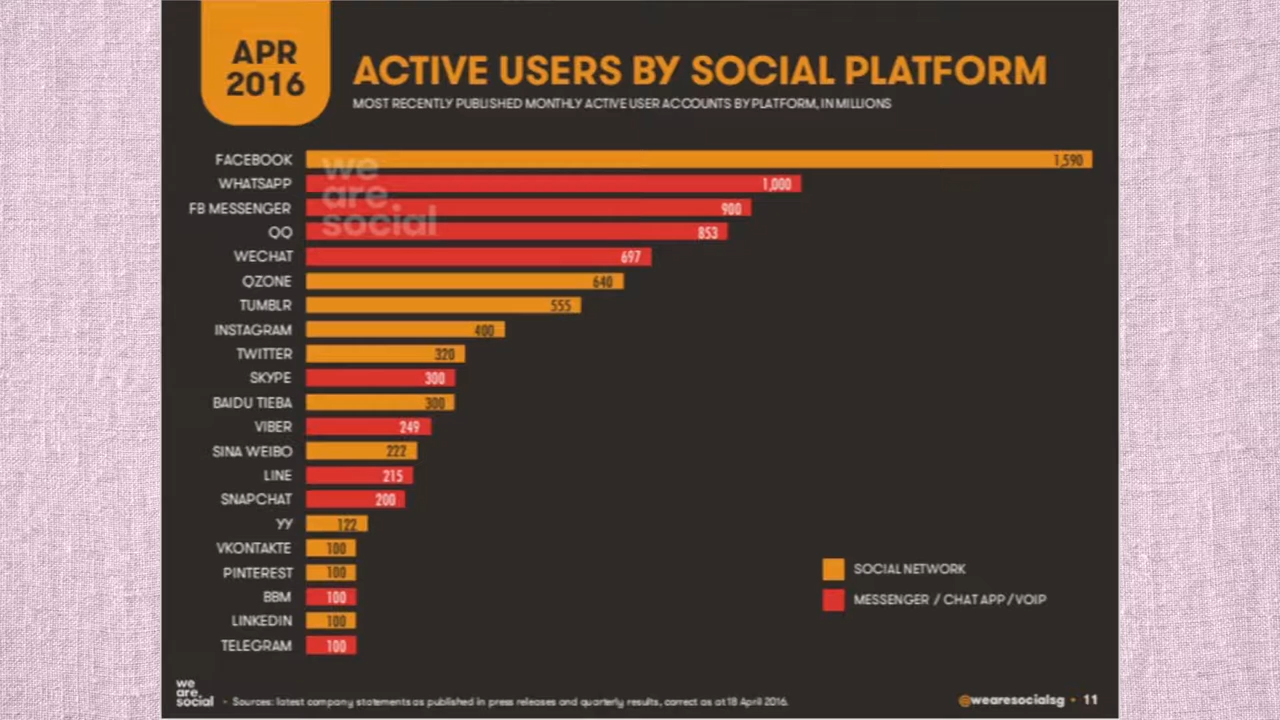 APR
2016
ACTIVE USERS BY SOCIAL PLATFORM
MOST RECENTLY PUBLISHED MONTHLY ACTIVE USER ACCOUNTS BY PLATFORM, IN MILLIONS
we
are
social
FACEBOOK 1,590
WHATSAPP 1,000
FB MESSENGER 900
QQ 853
WECHAT 697
QZONE 640
TUMBLR 555
INSTAGRAM 400
TWITTER 320
SKYPE 300
BAIDU TIEBA 300
VIBER 249
SINA WEIBO 222
LINE 215
SNAPCHAT 200
YY 122
VKONTAKTE 100
PINTEREST 100
BBM 100
LINKEDIN 100
TELEGRAM 100
SOCIAL NETWORK
MESSENGER / CHAT APP / VOIP
we
are.
social
• Sources: latest company statements as published in press releases and quarterly results, correct as at 18 April 2016.
@wearesocialsg • 11